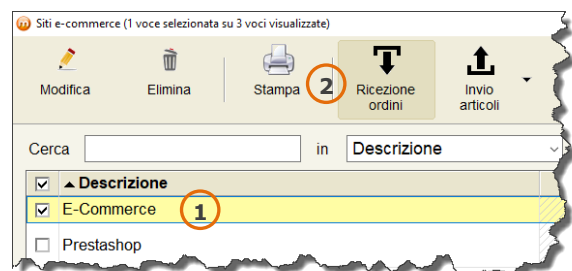 Siti e-commerce (1 voce selezionata su 3 voci visualizzate)
Modifica
Elimina
Stampa
2
Ricezione
ordini
Invio
articoli
Cerca
in
Descrizione
Descrizione
E-Commerce
1
Prestashop